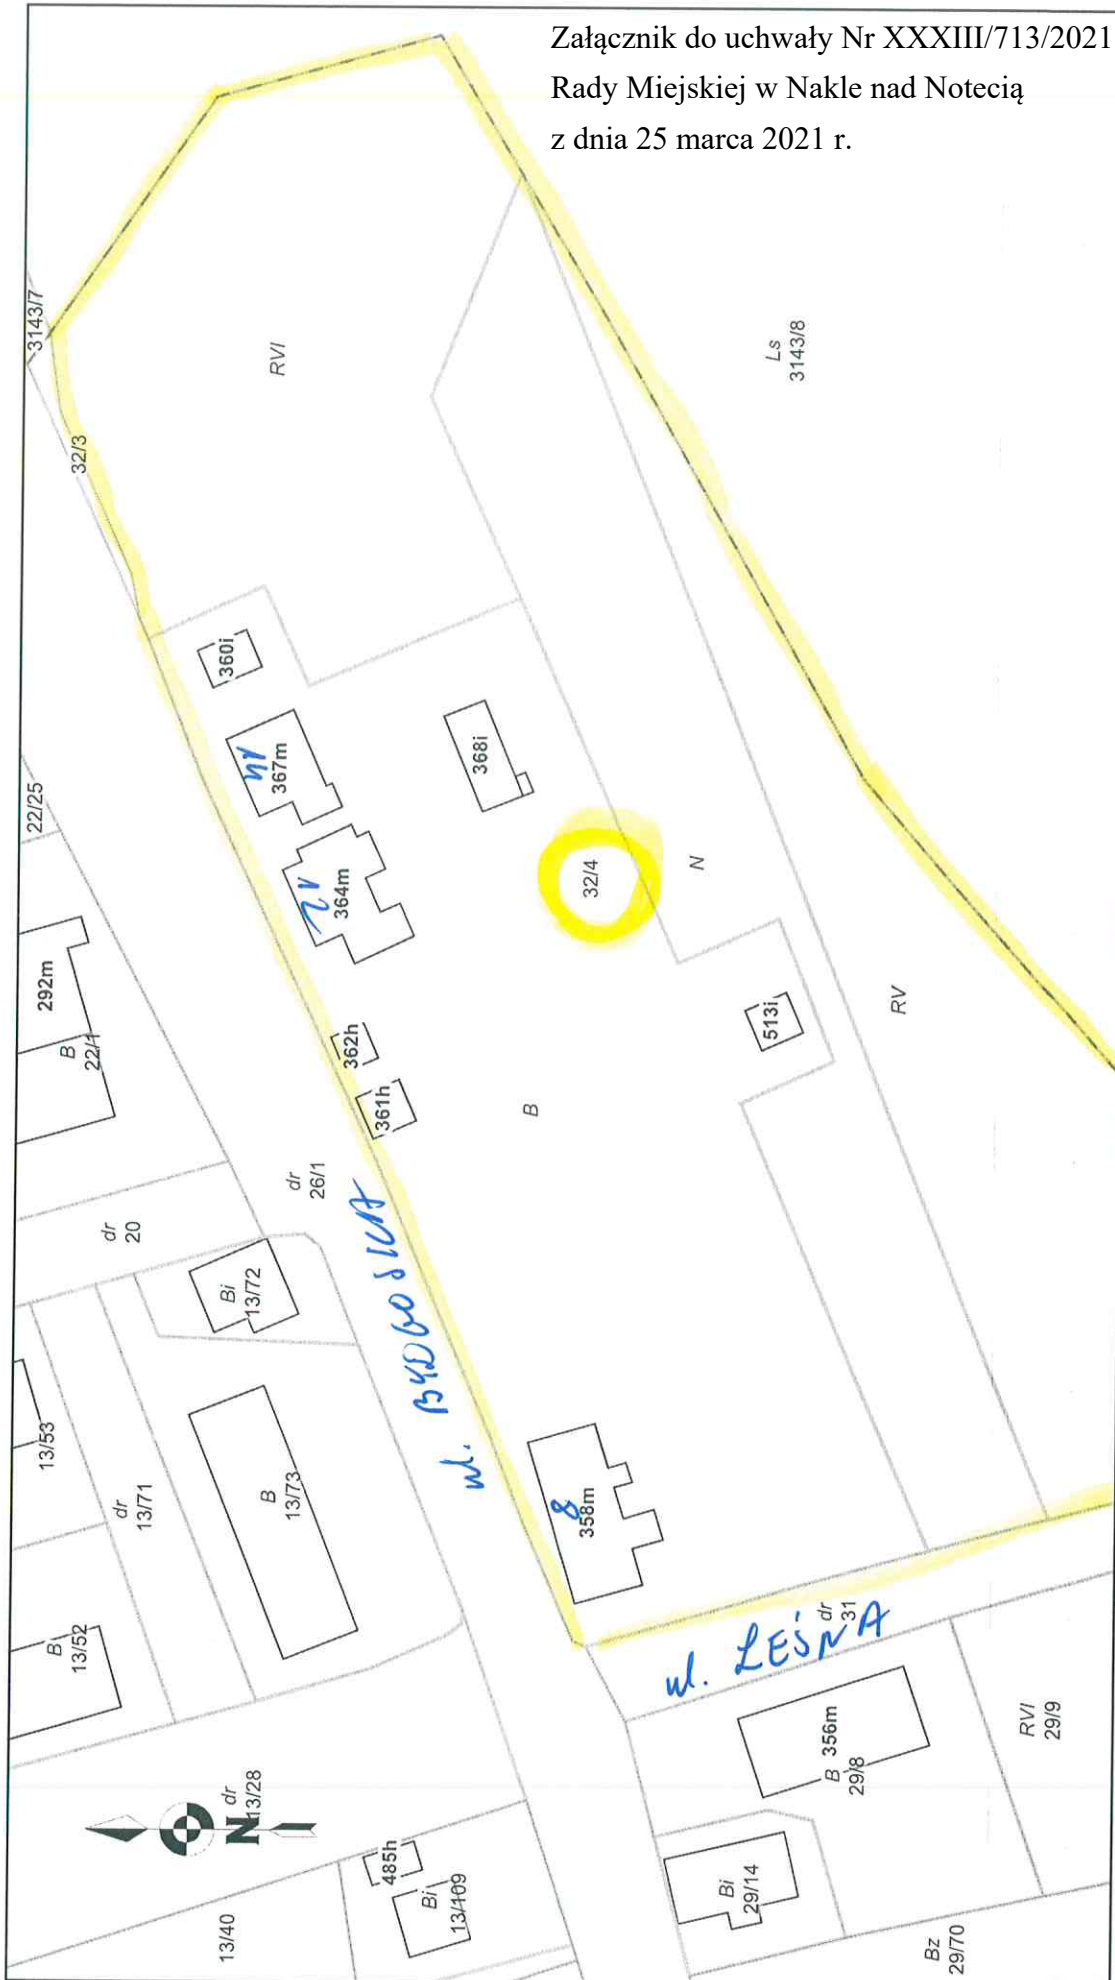 Załącznik do uchwały Nr XXXIII/713/2021
Rady Miejskiej w Nakle nad Notecią
z dnia 25 marca 2021 r.
3143/7
32/3
RVI
Ls
3143/8
360i
367m
368i
22/25
364m
32/4
N
292m
B
22/1
362h
361h
513i
RV
B
dr
26/1
dr
20
Bi
13/72
ul. BYDGOSKA
13/53
dr
13/71
B
13/73
8
358m
B
13/52
dr
31
ul. LEŚNA
356m
B
29/8
RVI
29/9
dr
13/28
N
485h
Bi
13/109
13/40
Bi
29/14
Bz
29/70